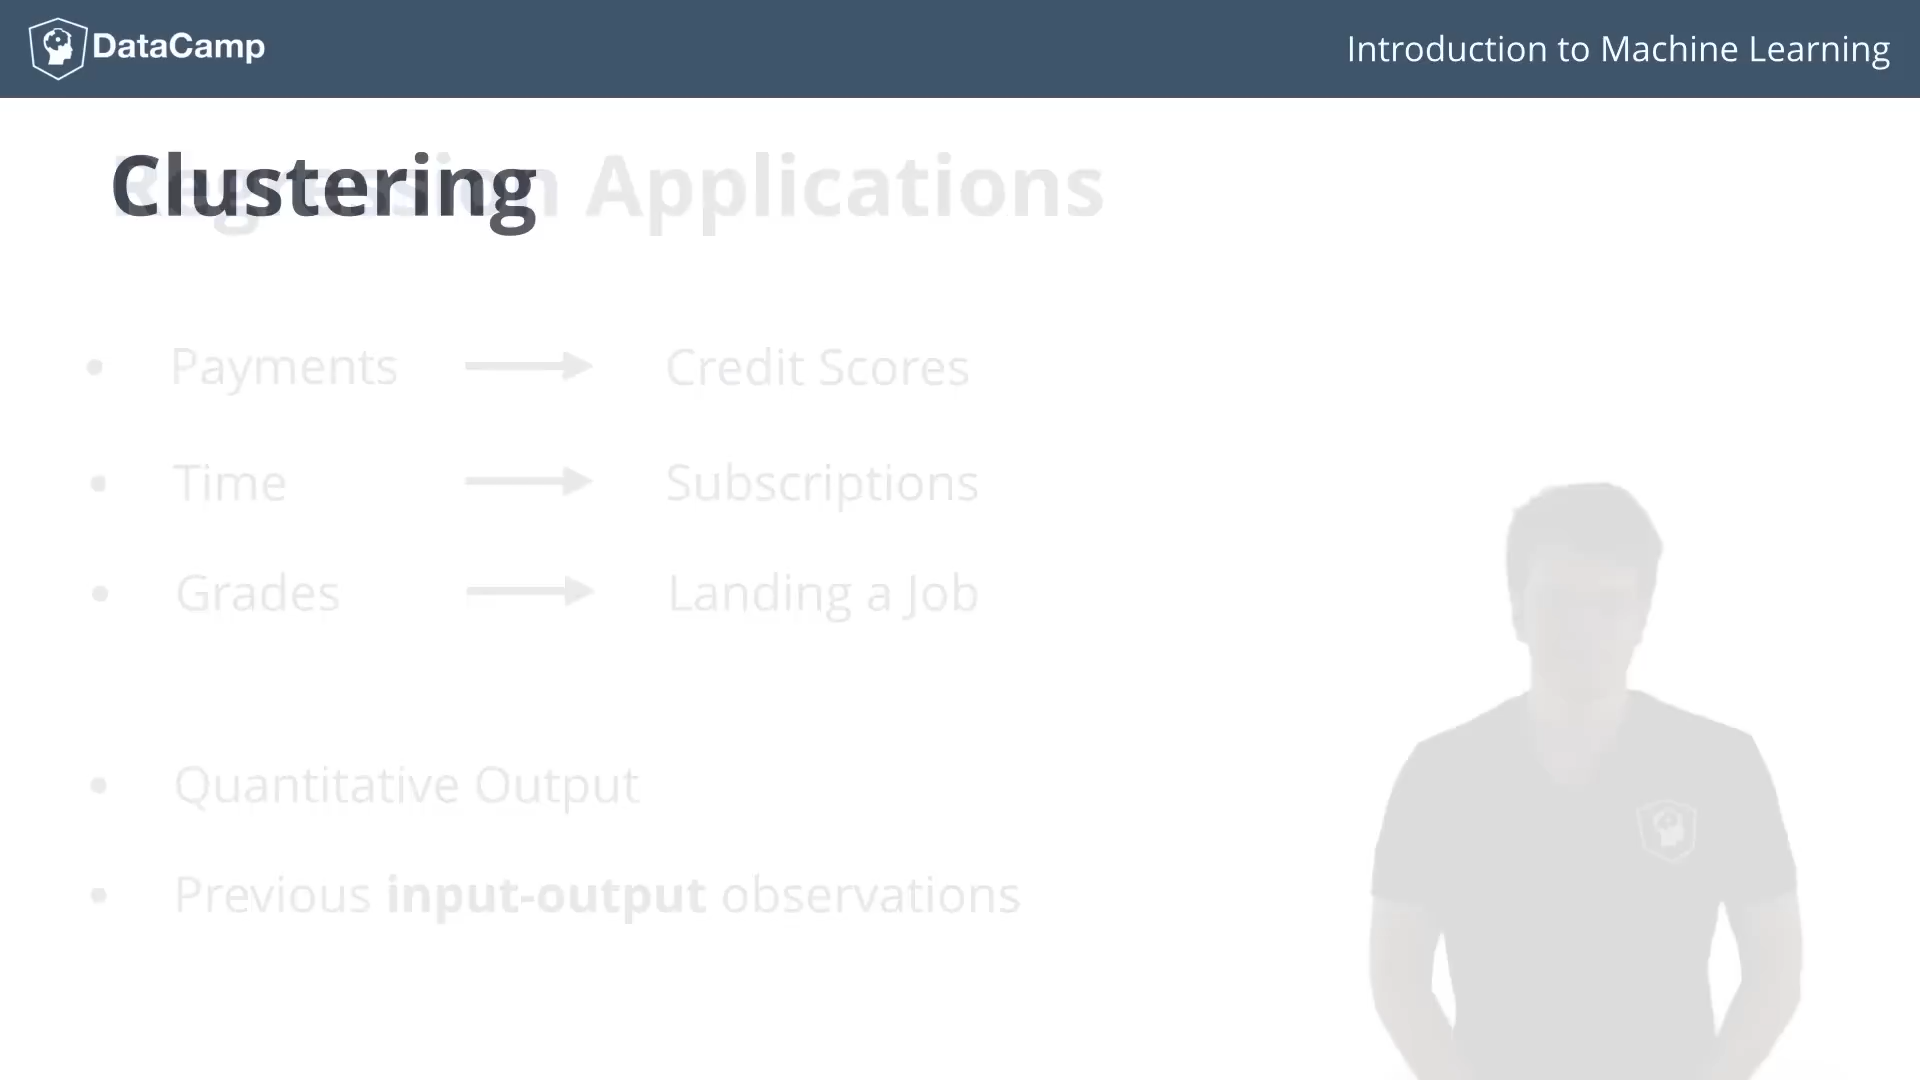 DataCamp
Introduction to Machine Learning
Clustering
Regression Applications
Payments Credit Scores
Time Subscriptions
Grades Landing a Job
Quantitative Output
Previous input-output observations